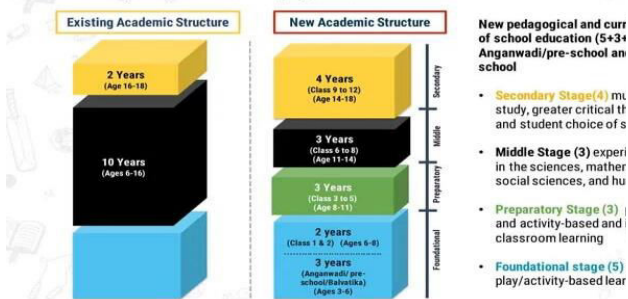 Existing Academic Structure
2 Years
(Age 16-18)
10 Years
(Ages 6-16)
New Academic Structure
4 Years
(Class 9 to 12)
(Age 14-18)
Secondary
3 Years
(Class 6 to 8)
(Age 11-14)
Middle
3 Years
(Class 3 to 5)
(Age 8-11)
Preparatory
2 years
(Class 1 & 2) (Ages 6-8)
3 years
(Anganwadi/ pre-
school/Balvatika)
(Ages 3-6)
Foundational
New pedagogical and curr
of school education (5+3+
Anganwadi/pre-school and
school
• Secondary Stage(4) mu
study, greater critical th
and student choice of s
• Middle Stage (3) experi
in the sciences, mathem
social sciences, and hu
• Preparatory Stage (3) p
and activity-based and i
classroom learning
• Foundational stage (5)
play/activity-based lear